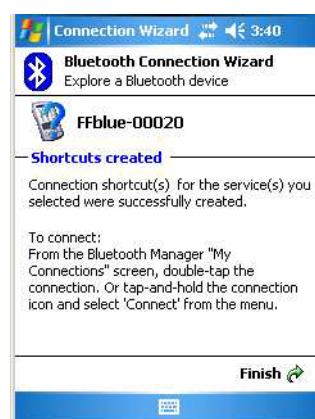 Connection Wizard 3:40
Bluetooth Connection Wizard
Explore a Bluetooth device
FFblue-00020
Shortcuts created
Connection shortcut(s) for the service(s) you
selected were successfully created.
To connect:
From the Bluetooth Manager "My
Connections" screen, double-tap the
connection. Or tap-and-hold the connection
icon and select 'Connect' from the menu.
Finish